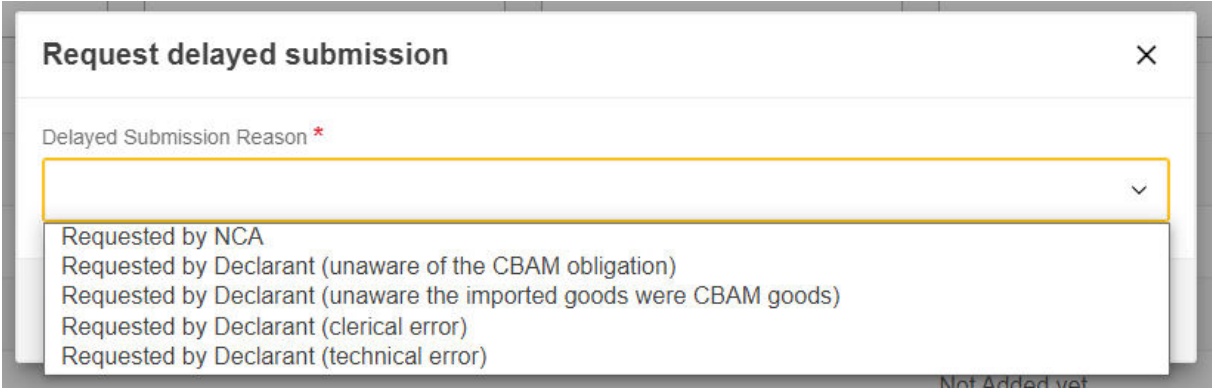 Request delayed submission
Delayed Submission Reason *
Requested by NCA
Requested by Declarant (unaware of the CBAM obligation)
Requested by Declarant (unaware the imported goods were CBAM goods)
Requested by Declarant (clerical error)
Requested by Declarant (technical error)
Not Added yet